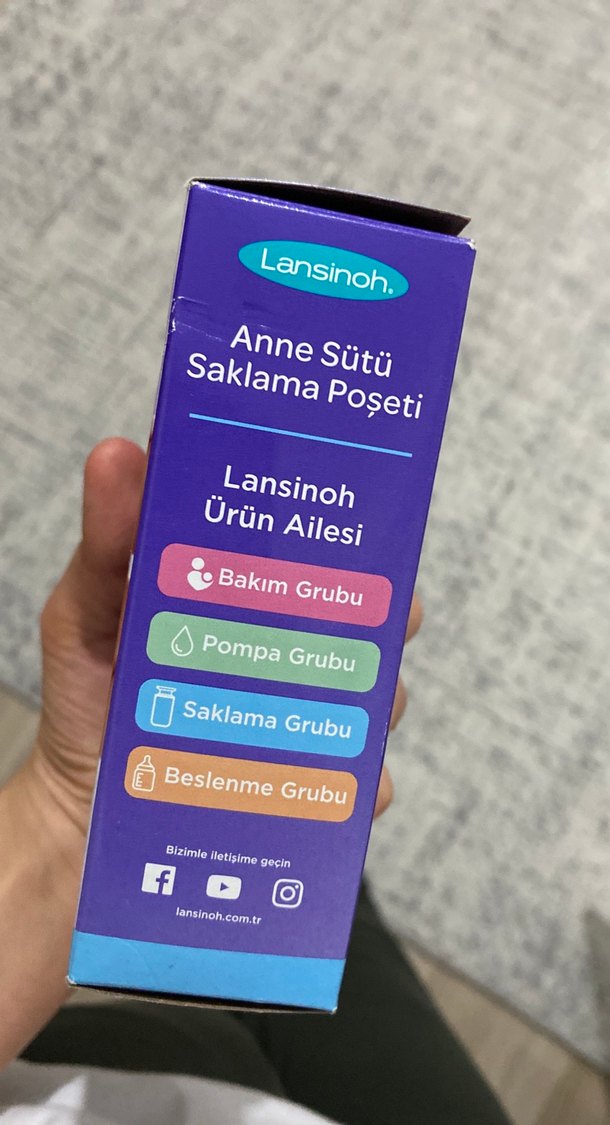 Lansinoh.
Anne Sütü
Saklama Poşeti
Lansinoh
Ürün Ailesi
Bakım Grubu
Pompa Grubu
Saklama Grubu
Beslenme Grubu
Bizimle iletişime geçin
lansinoh.com.tr